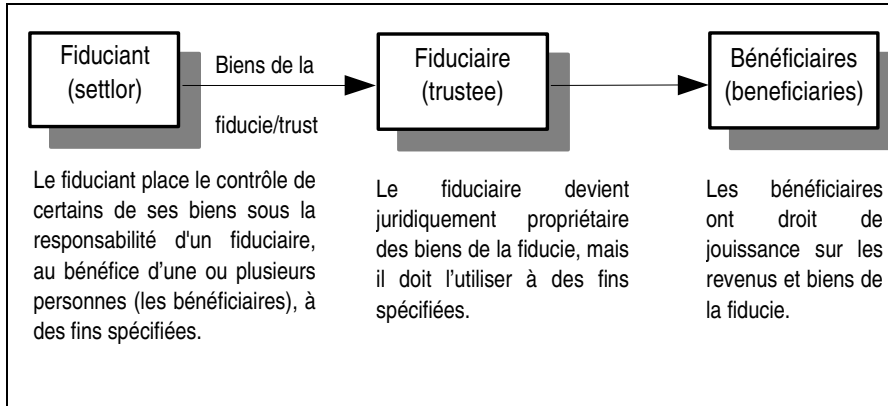 Fiduciant
(settlor)
Biens de la
fiducie/trust
Fiduciaire
(trustee)
Bénéficiaires
(beneficiaries)
Le fiduciant place le contrôle de
certains de ses biens sous la
responsabilité d'un fiduciaire,
au bénéfice d’une ou plusieurs
personnes (les bénéficiaires), à
des fins spécifiées.
Le fiduciaire devient
juridiquement propriétaire
des biens de la fiducie, mais
il doit l’utiliser à des fins
spécifiées.
Les bénéficiaires
ont droit de
jouissance sur les
revenus et biens de
la fiducie.